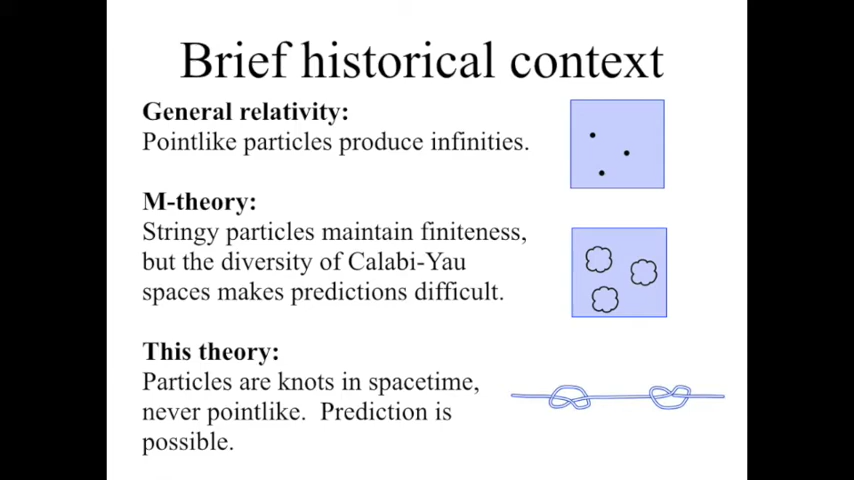 Brief historical context
General relativity:
Pointlike particles produce infinities.
M-theory:
Stringy particles maintain finiteness,
but the diversity of Calabi-Yau
spaces makes predictions difficult.
This theory:
Particles are knots in spacetime,
never pointlike.  Prediction is
possible.